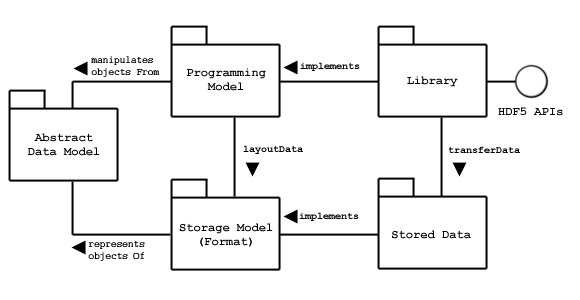 manipulates
objects From
Programming
Model
implements
Library
HDF5 APIs
Abstract
Data Model
layoutData
transferData
represents
objects Of
Storage Model
(Format)
implements
Stored Data